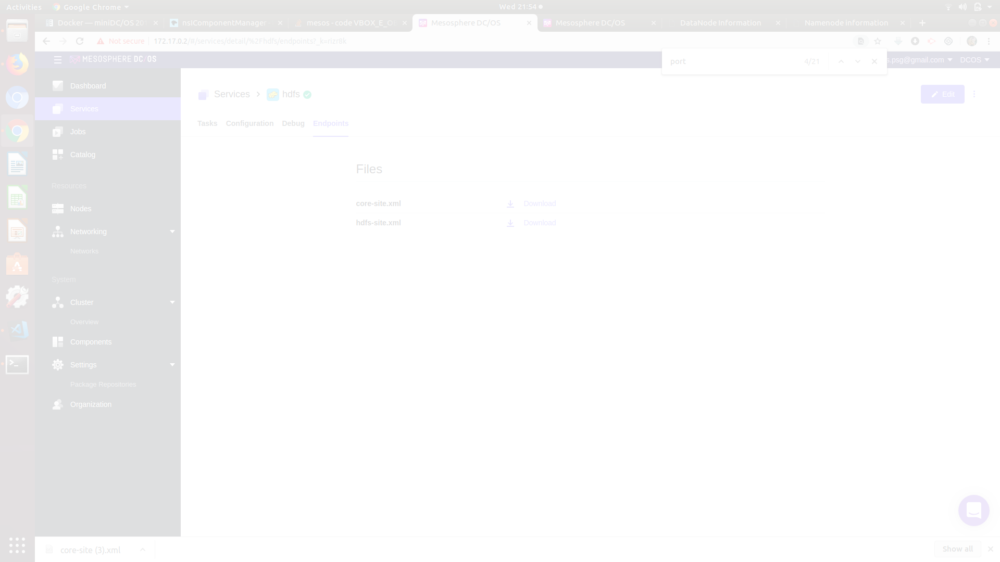 Activities
Google Chrome
Wed 21:54
Docker — miniDC/OS 20
nsIComponentManager
mesos - code VBOX_E_O
Mesosphere DC/OS
Mesosphere DC/OS
DataNode Information
Namenode information
Not secure
172.17.0.2/#/services/detail/%2Fhdfs/endpoints?_k=rizr8k
port
4/21
MESOSPHERE DC/OS
s.psg@gmail.com
DCOS
Dashboard
Services
Jobs
Catalog
Resources
Nodes
Networking
Networks
System
Cluster
Overview
Components
Settings
Package Repositories
Organization
Services
hdfs
Edit
Tasks
Configuration
Debug
Endpoints
Files
core-site.xml
Download
hdfs-site.xml
Download
core-site (3).xml
Show all